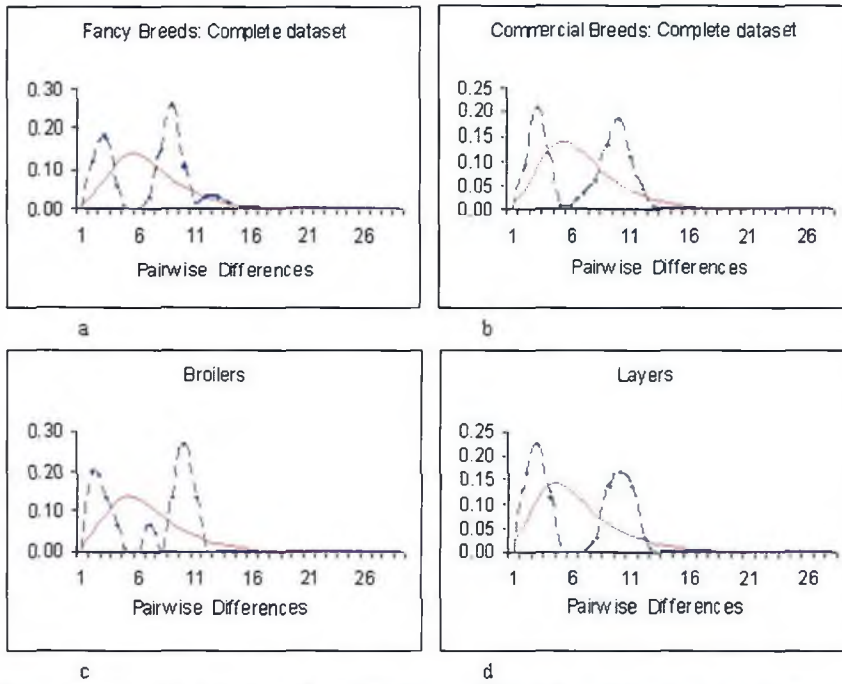 Fancy Breeds: Complete dataset
0.30
0.20
0.10
0.00
1 6 11 16 21 26
Pairwise Differences
a
Commercial Breeds: Complete dataset
0.25
0.20
0.15
0.10
0.05
0.00
1 6 11 16 21 26
Pairwise Differences
b
Broilers
0.30
0.20
0.10
0.00
1 6 11 16 21 26
Pairwise Differences
c
Layers
0.25
0.20
0.15
0.10
0.05
0.00
1 6 11 16 21 26
Pairwise Differences
d